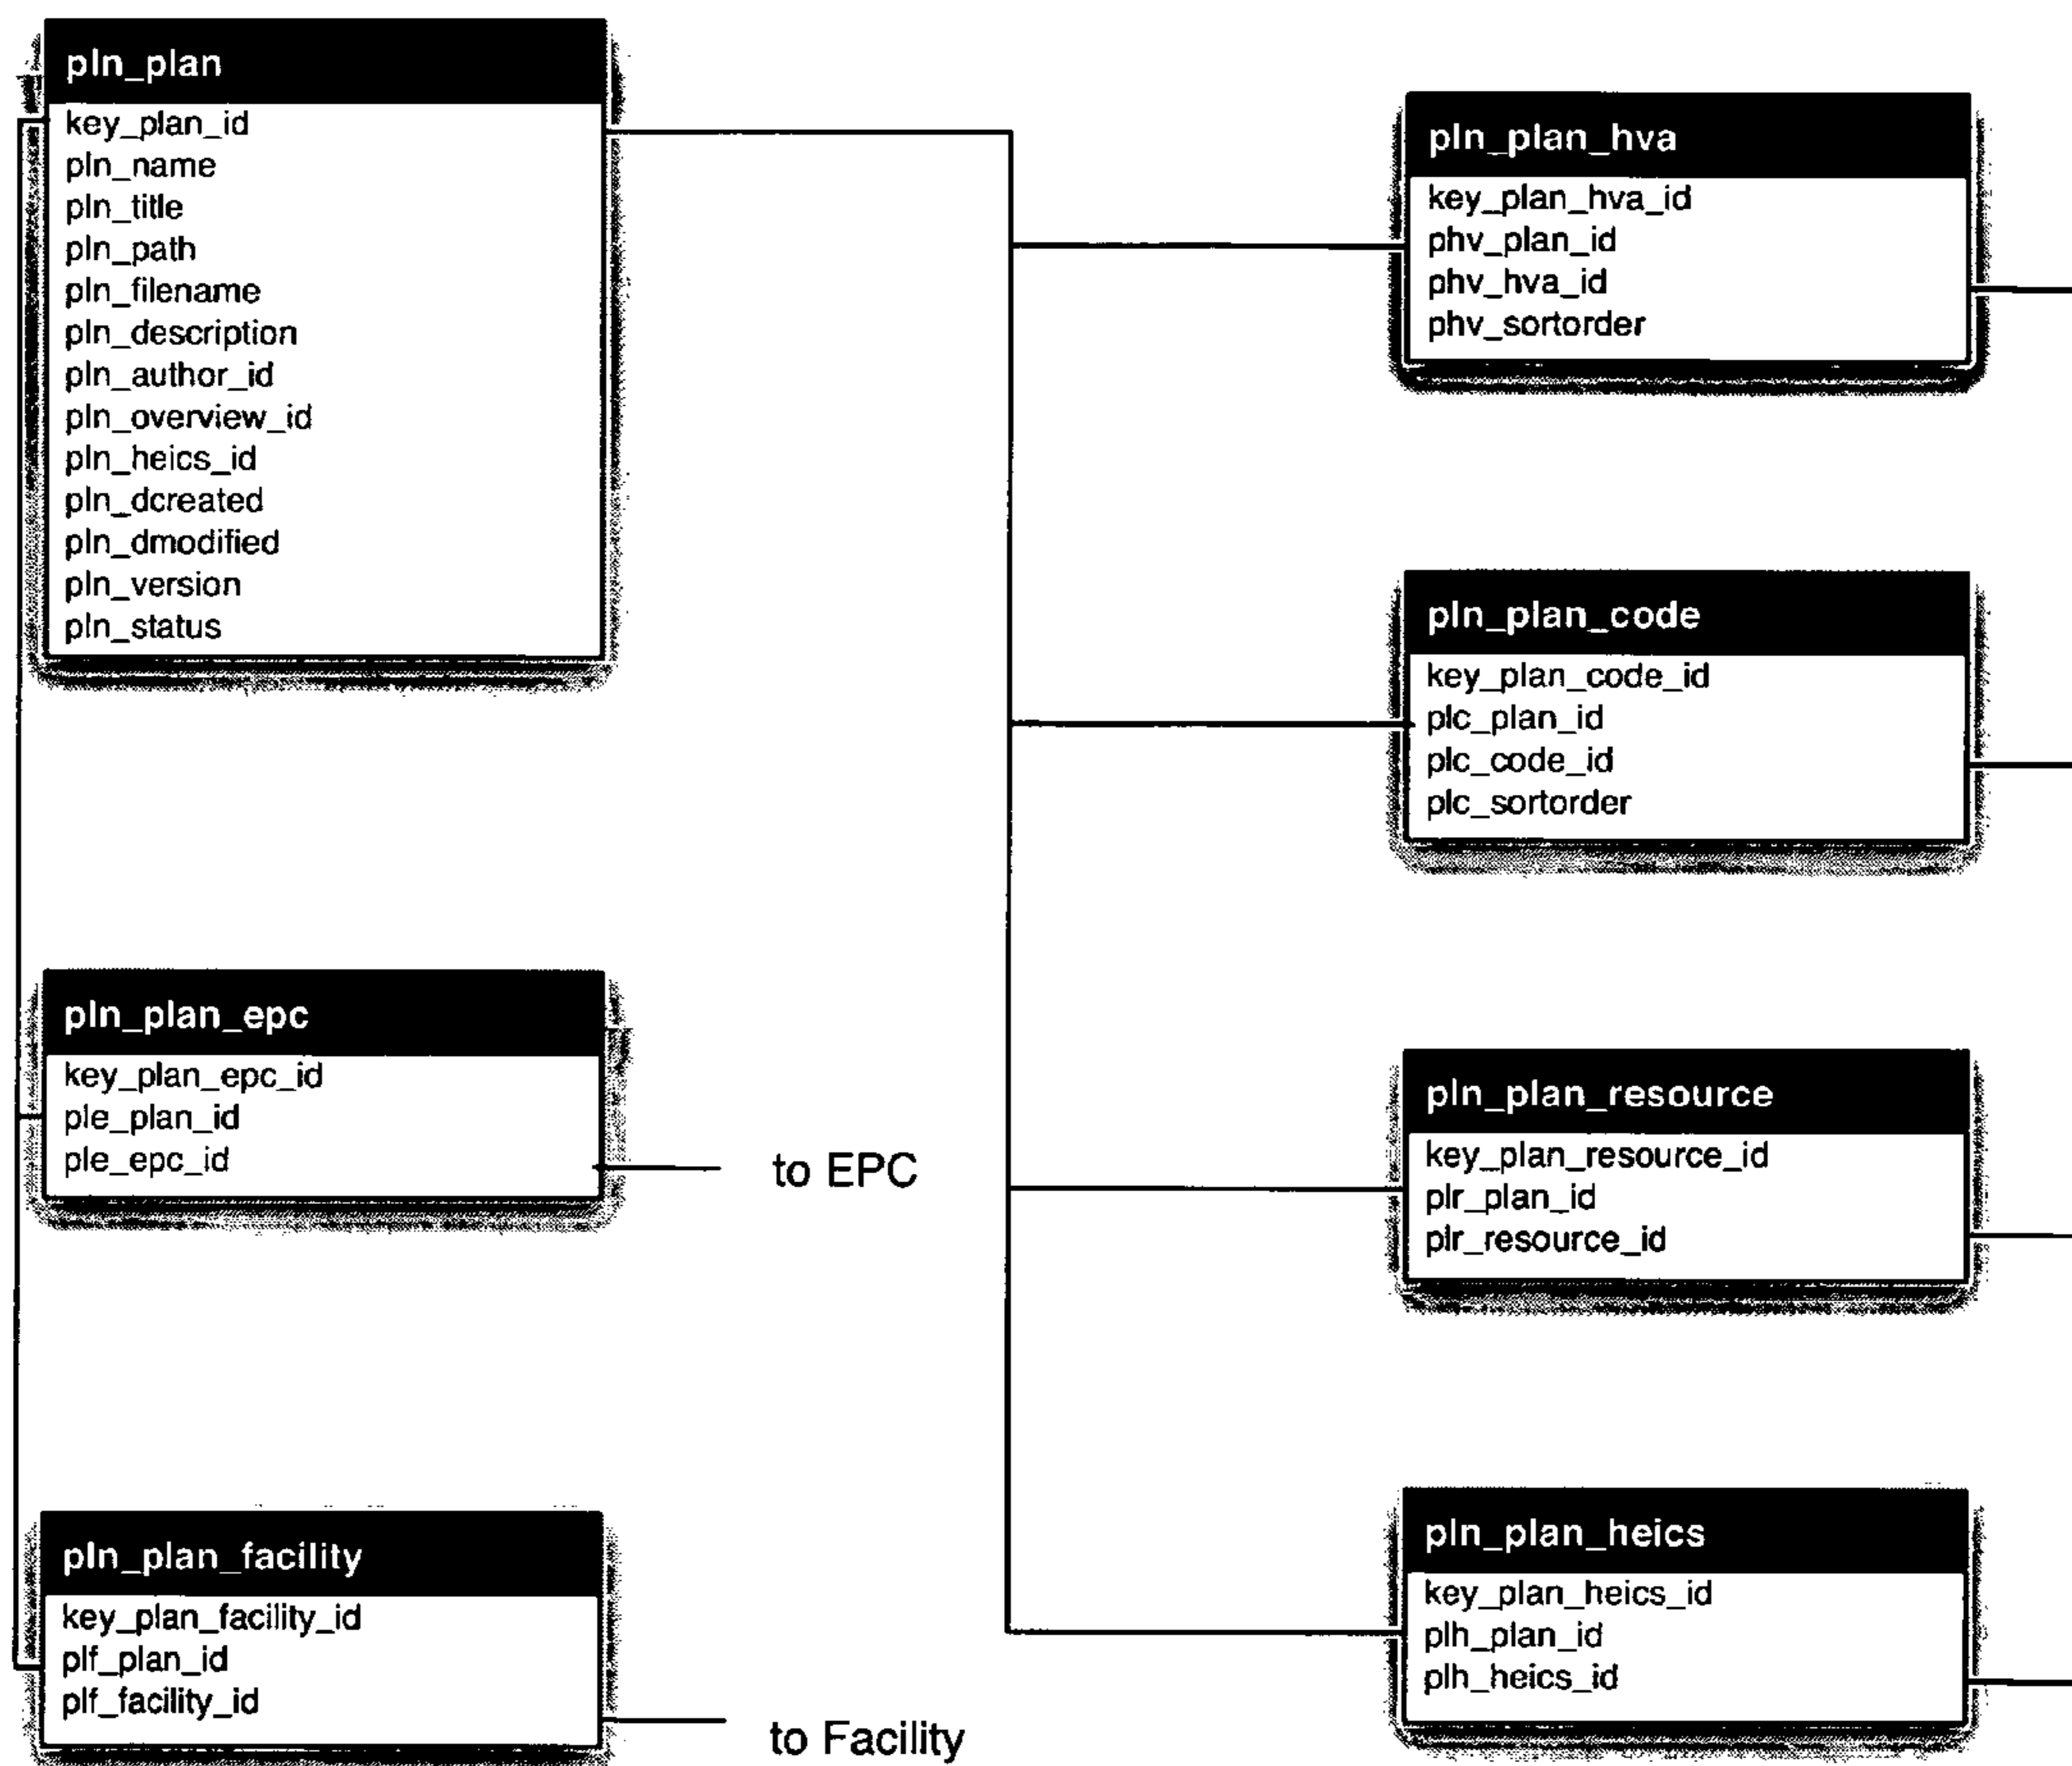 pln_plan
key_plan_id
pln_name
pln_title
pln_path
pln_filename
pln_description
pln_author_id
pln_overview_id
pln_heics_id
pln_dcreated
pln_dmodified
pln_version
pln_status
pln_plan_epc
key_plan_epc_id
ple_plan_id
ple_epc_id
to EPC
pln_plan_facility
key_plan_facility_id
plf_plan_id
plf_facility_id
to Facility
pln_plan_hva
key_plan_hva_id
phv_plan_id
phv_hva_id
phv_sortorder
pln_plan_code
key_plan_code_id
plc_plan_id
plc_code_id
plc_sortorder
pln_plan_resource
key_plan_resource_id
plr_plan_id
plr_resource_id
pln_plan_heics
key_plan_heics_id
plh_plan_id
plh_heics_id